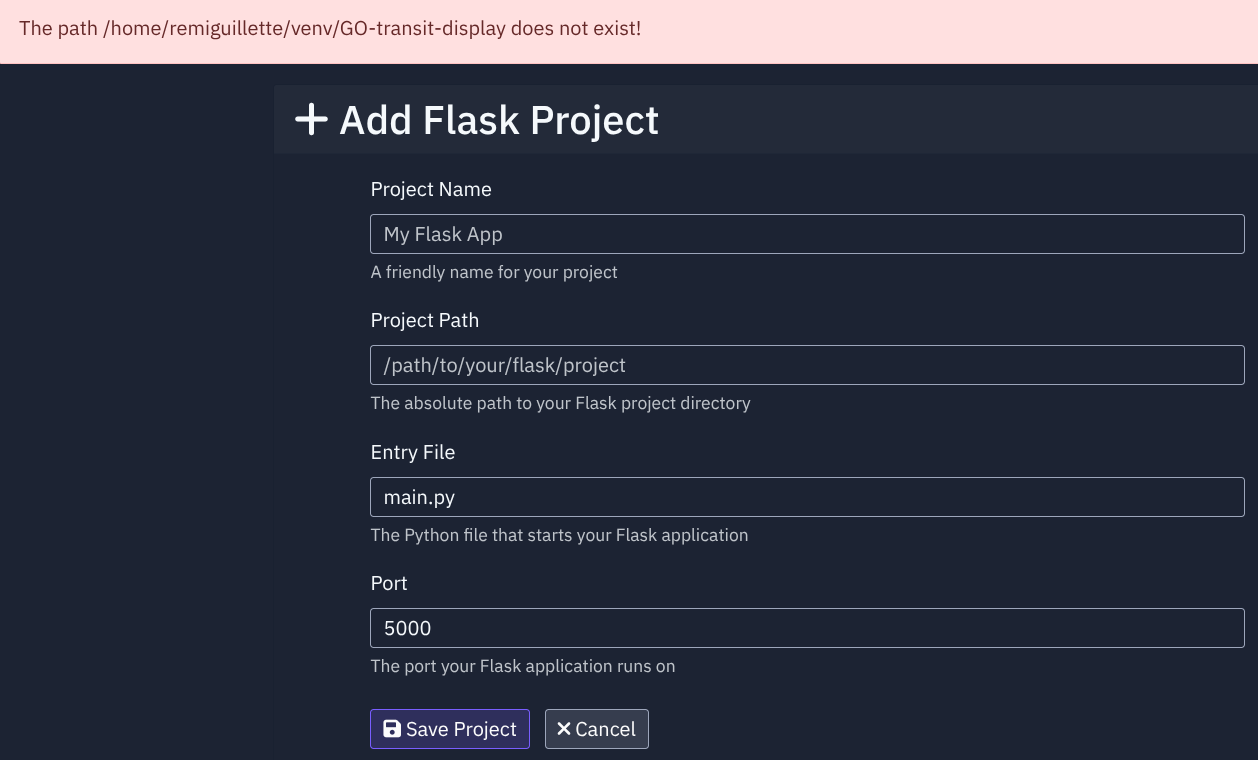 The path /home/remiguillette/venv/GO-transit-display does not exist!
Add Flask Project
Project Name
My Flask App
A friendly name for your project
Project Path
/path/to/your/flask/project
The absolute path to your Flask project directory
Entry File
main.py
The Python file that starts your Flask application
Port
5000
The port your Flask application runs on
Save Project Cancel